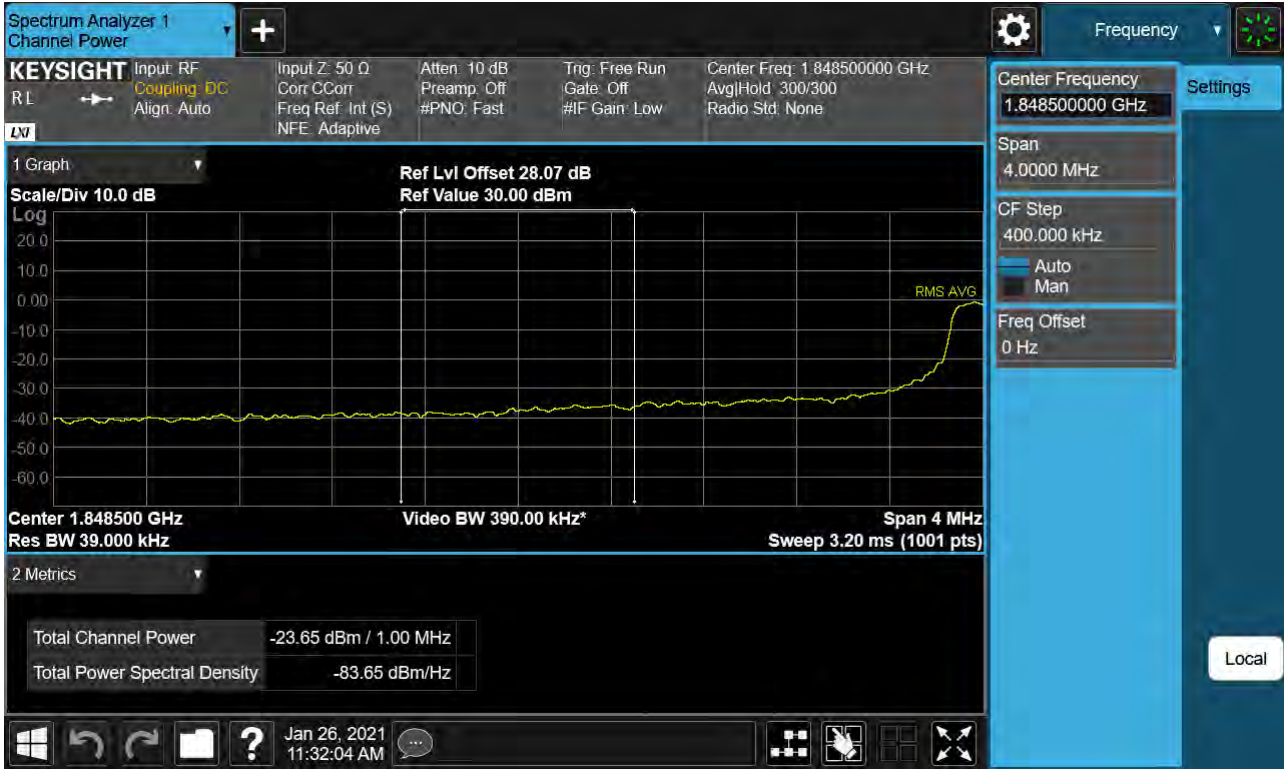 Spectrum Analyzer 1
Channel Power
+
Frequency
KEYSIGHT
R L
LXI
Input: RF
Coupling: DC
Align: Auto
Input Z: 50 Ω
Corr CCorr
Freq Ref: Int (S)
NFE: Adaptive
Atten: 10 dB
Preamp: Off
#PNO: Fast
Trig: Free Run
Gate: Off
#IF Gain: Low
Center Freq: 1.848500000 GHz
Avg|Hold: 300/300
Radio Std: None
1 Graph
Scale/Div 10.0 dB
Ref Lvl Offset 28.07 dB
Ref Value 30.00 dBm
Log
20.0
10.0
0.00
-10.0
-20.0
-30.0
-40.0
-50.0
-60.0
RMS AVG
Center 1.848500 GHz
Res BW 39.000 kHz
Video BW 390.00 kHz*
Span 4 MHz
Sweep 3.20 ms (1001 pts)
2 Metrics
Total Channel Power -23.65 dBm / 1.00 MHz
Total Power Spectral Density -83.65 dBm/Hz
Center Frequency
1.848500000 GHz
Span
4.0000 MHz
CF Step
400.000 kHz
Auto
Man
Freq Offset
0 Hz
Settings
Local
?
Jan 26, 2021
11:32:04 AM